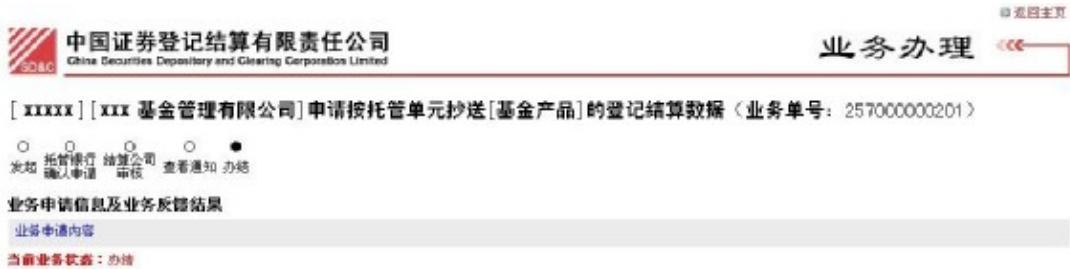 返回主页
中国证券登记结算有限责任公司
China Securities Depository and Clearing Corporation Limited
SD&C
业务办理
[xxxxx][xxx 基金管理有限公司]申请按托管单元抄送[基金产品]的登记结算数据（业务单号：257000000201）
发起 托管银行确认申请 结算公司审核 查看通知 办结
业务申请信息及业务反馈结果
业务申请内容
当前业务状态：办结